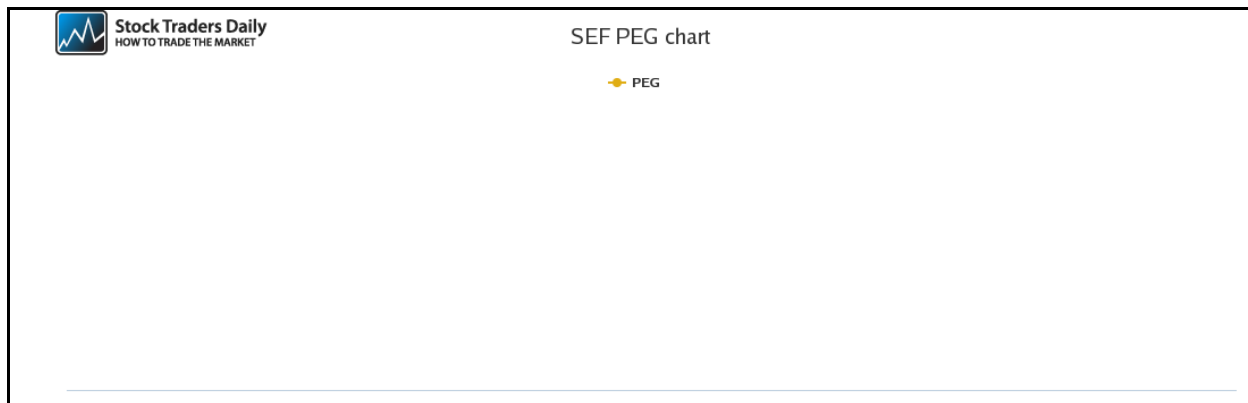 Stock Traders Daily
HOW TO TRADE THE MARKET
SEF PEG chart
PEG